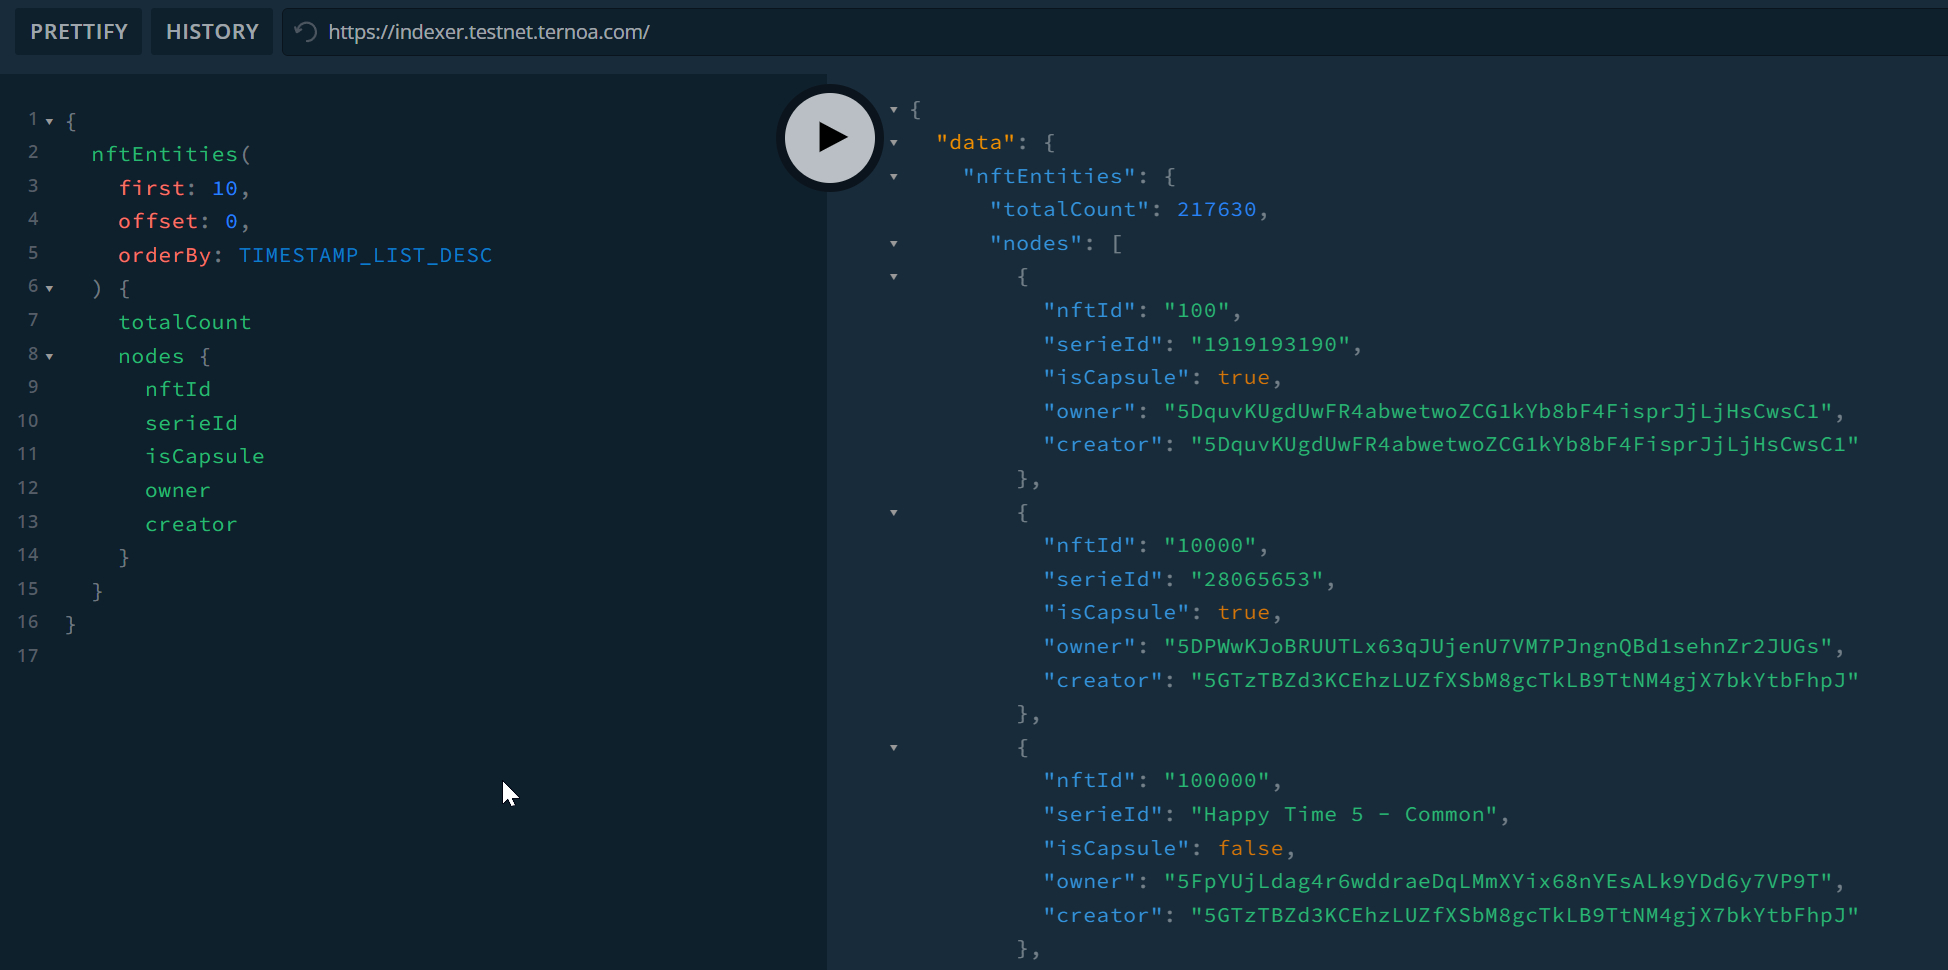 PRETTIFY HISTORY https://indexer.testnet.ternoa.com/
1 {
2 nftEntities(
3 first: 10,
4 offset: 0,
5 orderBy: TIMESTAMP_LIST_DESC
6 ) {
7 totalCount
8 nodes {
9 nftId
10 serieId
11 isCapsule
12 owner
13 creator
14 }
15 }
16 }
17
{
"data": {
"nftEntities": {
"totalCount": 217630,
"nodes": [
{
"nftId": "100",
"serieId": "1919193190",
"isCapsule": true,
"owner": "5DquvKUgdUwFR4abwetwoZCG1kYb8bF4FisprJjLjHsCwsC1",
"creator": "5DquvKUgdUwFR4abwetwoZCG1kYb8bF4FisprJjLjHsCwsC1"
},
{
"nftId": "10000",
"serieId": "28065653",
"isCapsule": true,
"owner": "5DPWwKJoBRUUTLx63qJUjenU7VM7PJngnQBd1sehnZr2JUGs",
"creator": "5GTzTBZd3KCEhzLUZfXSbM8gcTkLB9TtNM4gjX7bkYtbFhpJ"
},
{
"nftId": "100000",
"serieId": "Happy Time 5 - Common",
"isCapsule": false,
"owner": "5FpYUjLdag4r6wddraeDqLMmXYix68nYEsALk9YDd6y7VP9T",
"creator": "5GTzTBZd3KCEhzLUZfXSbM8gcTkLB9TtNM4gjX7bkYtbFhpJ"
},